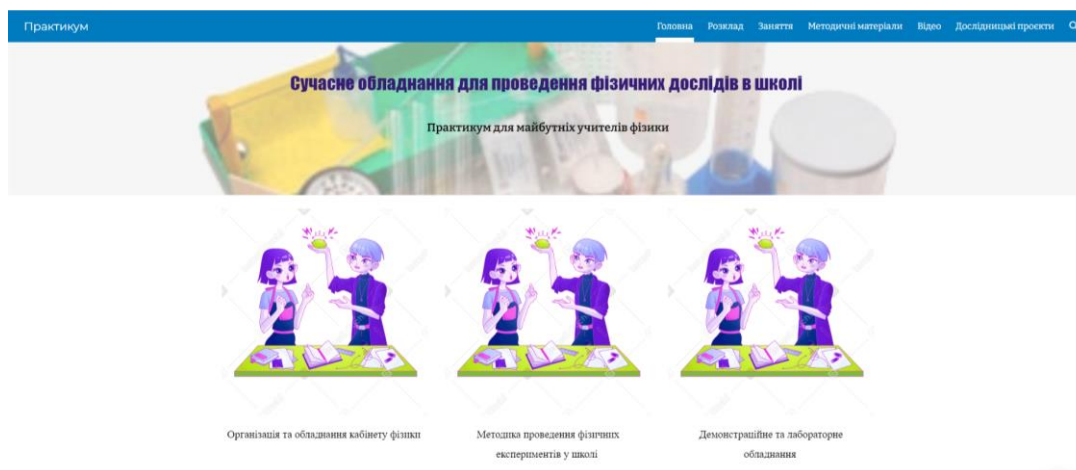 Практикум
Головна Розклад Заняття Методичні матеріали Відео Дослідницькі проєкти
Сучасне обладнання для проведення фізичних дослідів в школі
Практикум для майбутніх учителів фізики
Організація та обладнання кабінету фізики
Методика проведення фізичних
експериментів у школі
Демонстраційне та лабораторне
обладнання